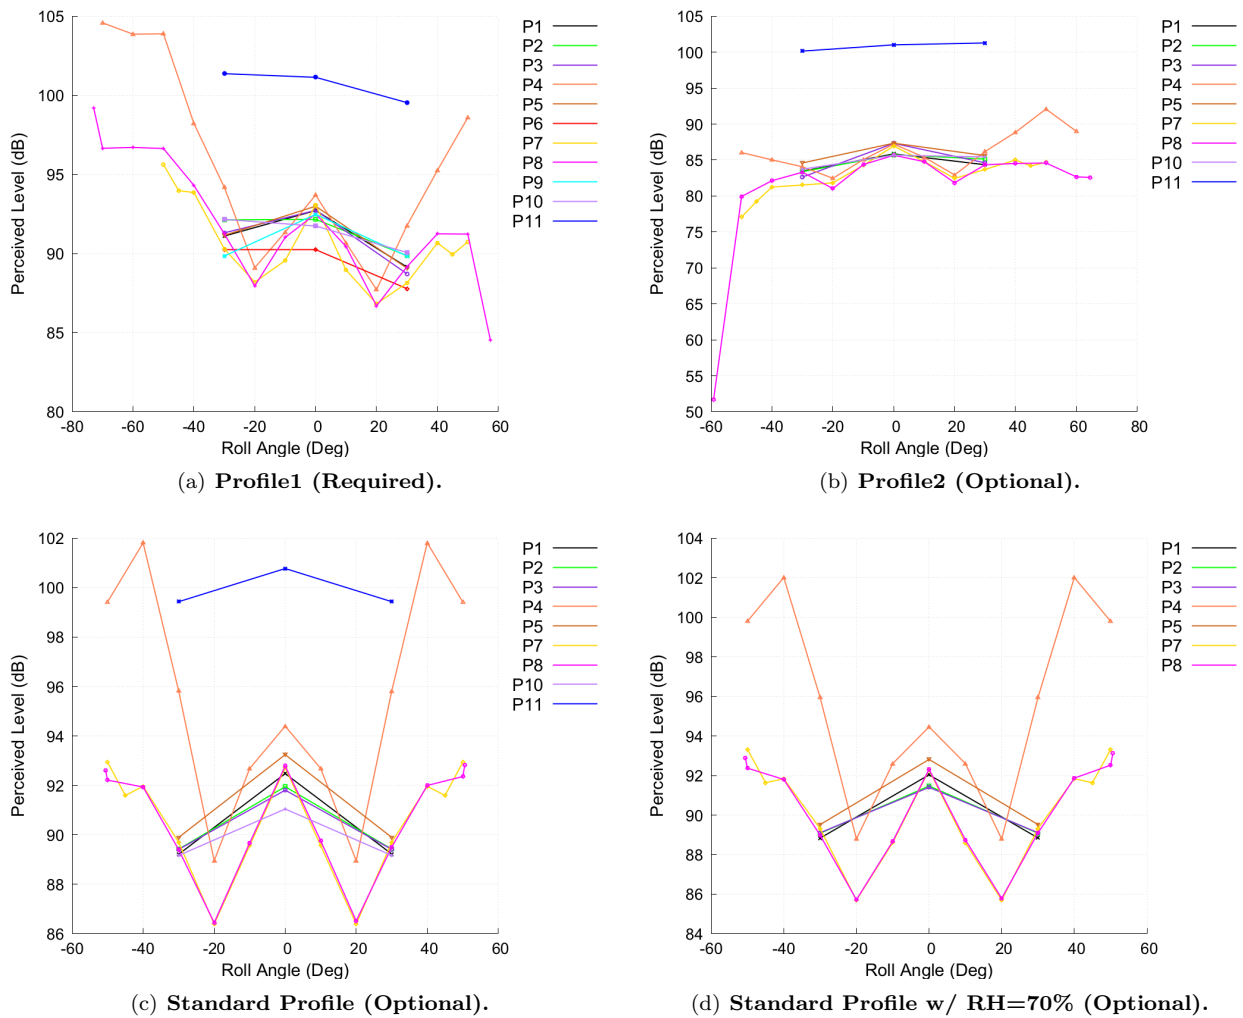 105
100
95
90
85
80
Perceived Level (dB)
-80 -60 -40 -20 0 20 40 60
Roll Angle (Deg)
P1
P2
P3
P4
P5
P6
P7
P8
P9
P10
P11
(a) Profile1 (Required).
105
100
95
90
85
80
75
70
65
60
55
50
Perceived Level (dB)
-60 -40 -20 0 20 40 60 80
Roll Angle (Deg)
P1
P2
P3
P4
P5
P7
P8
P10
P11
(b) Profile2 (Optional).
102
100
98
96
94
92
90
88
86
Perceived Level (dB)
-60 -40 -20 0 20 40 60
Roll Angle (Deg)
P1
P2
P3
P4
P5
P7
P8
P10
P11
(c) Standard Profile (Optional).
104
102
100
98
96
94
92
90
88
86
84
Perceived Level (dB)
-60 -40 -20 0 20 40 60
Roll Angle (Deg)
P1
P2
P3
P4
P5
P7
P8
(d) Standard Profile w/ RH=70% (Optional).